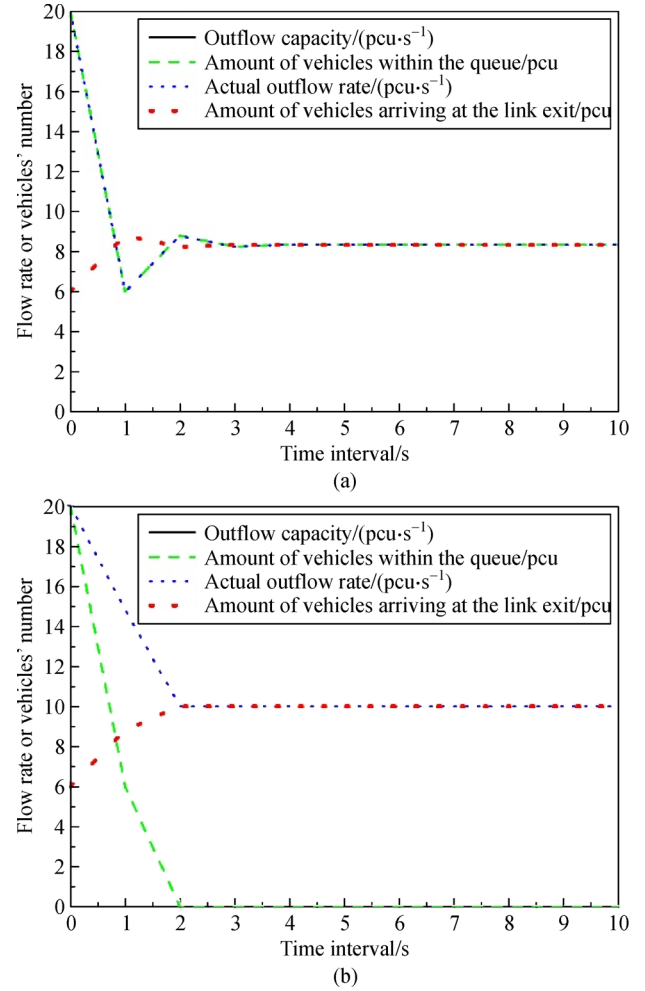 20
18
16
14
12
10
8
6
4
2
0
Flow rate or vehicles' number
Outflow capacity/(pcu·s⁻¹)
Amount of vehicles within the queue/pcu
Actual outflow rate/(pcu·s⁻¹)
Amount of vehicles arriving at the link exit/pcu
0 1 2 3 4 5 6 7 8 9 10
Time interval/s
(a)
20
18
16
14
12
10
8
6
4
2
0
Flow rate or vehicles' number
Outflow capacity/(pcu·s⁻¹)
Amount of vehicles within the queue/pcu
Actual outflow rate/(pcu·s⁻¹)
Amount of vehicles arriving at the link exit/pcu
0 1 2 3 4 5 6 7 8 9 10
Time interval/s
(b)